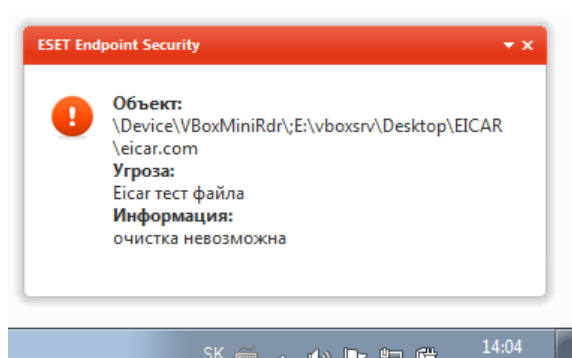 ESET Endpoint Security
Объект:
\Device\VBoxMiniRdr\;E:\vboxsrv\Desktop\EICAR
\eicar.com
Угроза:
Eicar тест файла
Информация:
очистка невозможна
SK
14:04